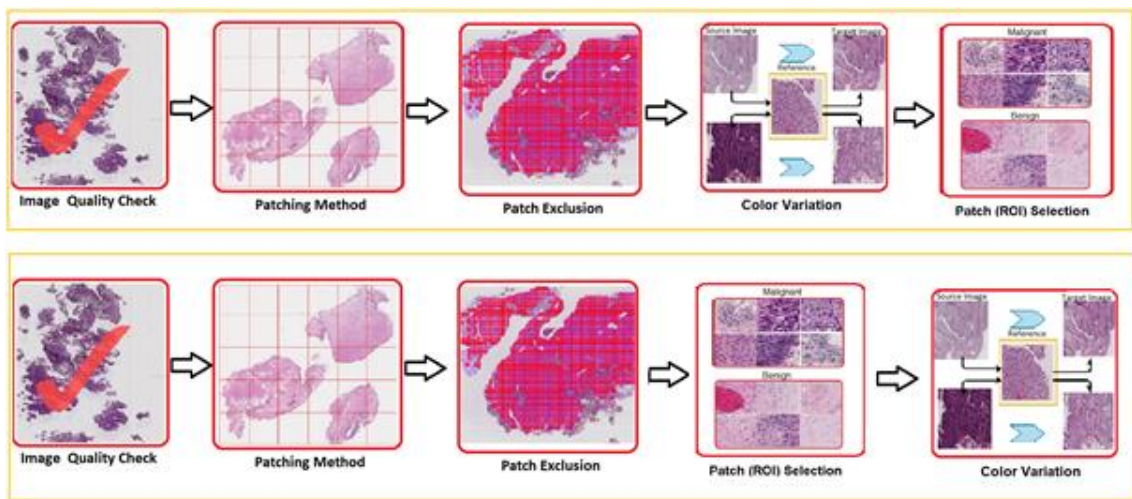 Source Image
Target Image
Reference
Malignant
Benign
Image Quality Check
Patching Method
Patch Exclusion
Color Variation
Patch (ROI) Selection
Malignant
Benign
Source Image
Target Image
Reference
Image Quality Check
Patching Method
Patch Exclusion
Patch (ROI) Selection
Color Variation